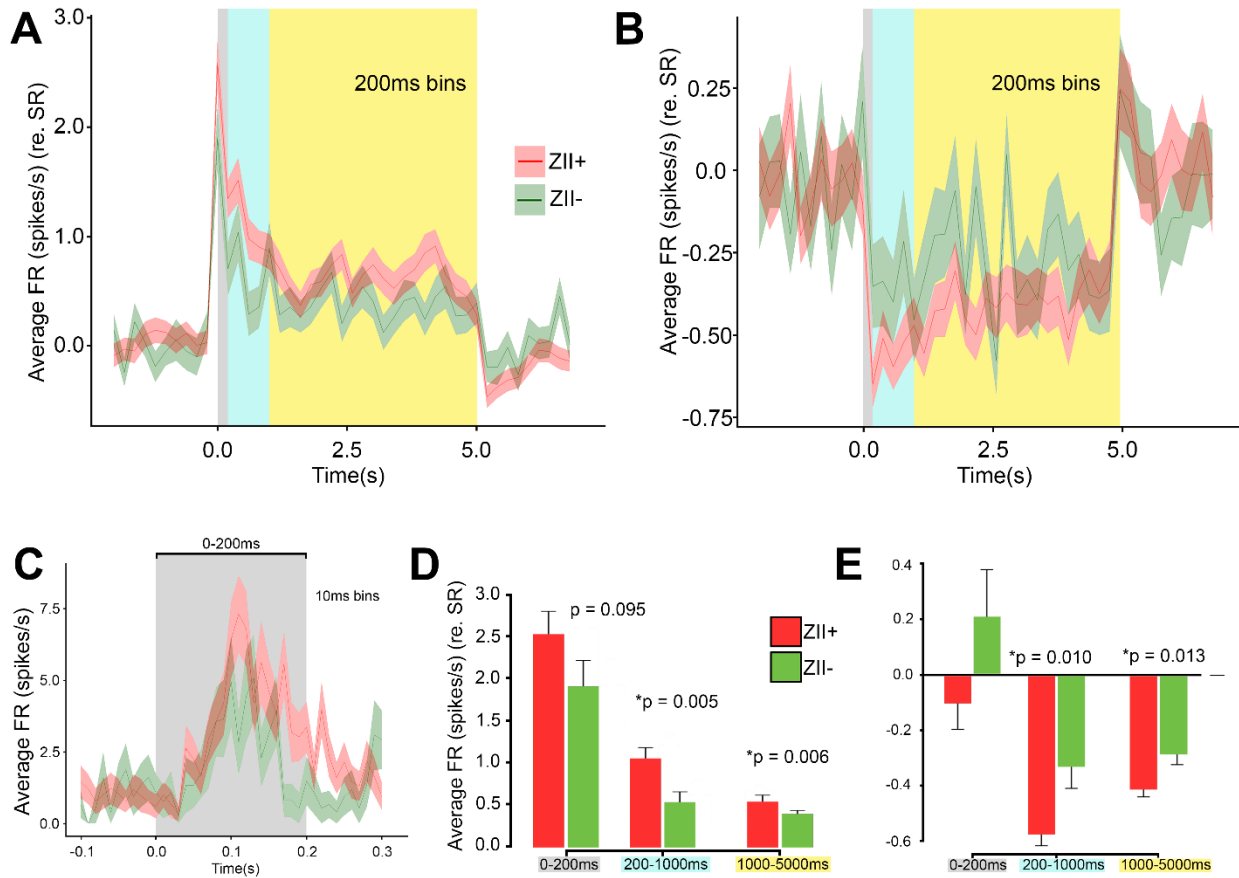 A
Average FR (spikes/s) (re. SR)
3.0
2.0
1.0
0.0
200ms bins
ZII+
ZII-
0.0
2.5
5.0
Time(s)
B
Average FR (spikes/s) (re. SR)
0.25
0.0
-0.25
-0.50
-0.75
200ms bins
0.0
2.5
5.0
Time(s)
C
0-200ms
10ms bins
Average FR (spikes/s)
7.5
5.0
2.5
0.0
-0.1
0.0
0.1
0.2
0.3
Time(s)
D
Average FR (spikes/s) (re. SR)
3.0
2.5
2.0
1.5
1.0
0.5
0.0
p = 0.095
*p = 0.005
*p = 0.006
ZII+
ZII-
0-200ms
200-1000ms
1000-5000ms
E
0.4
0.2
0.0
-0.2
-0.4
-0.6
*p = 0.010
*p = 0.013
0-200ms
200-1000ms
1000-5000ms